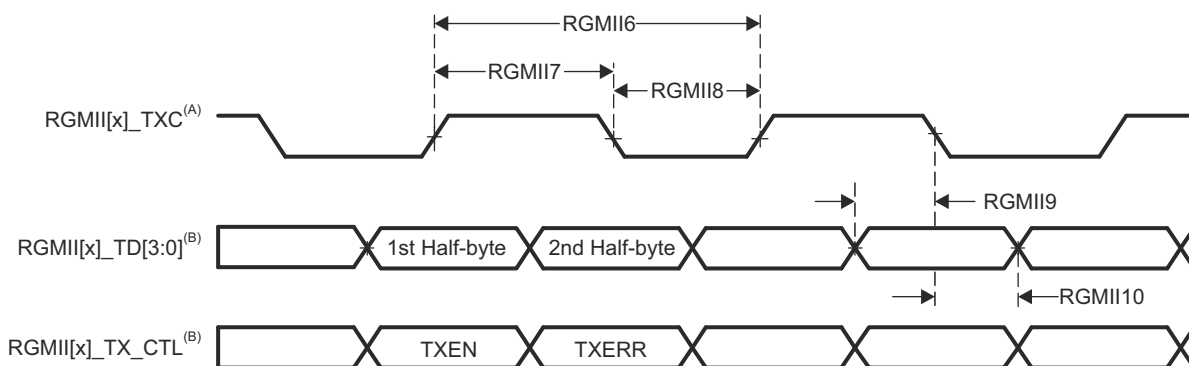 RGMII6
RGMII7
RGMII8
RGMII[x]_TXC(A)
RGMII9
RGMII[x]_TD[3:0](B)
1st Half-byte
2nd Half-byte
RGMII10
RGMII[x]_TX_CTL(B)
TXEN
TXERR